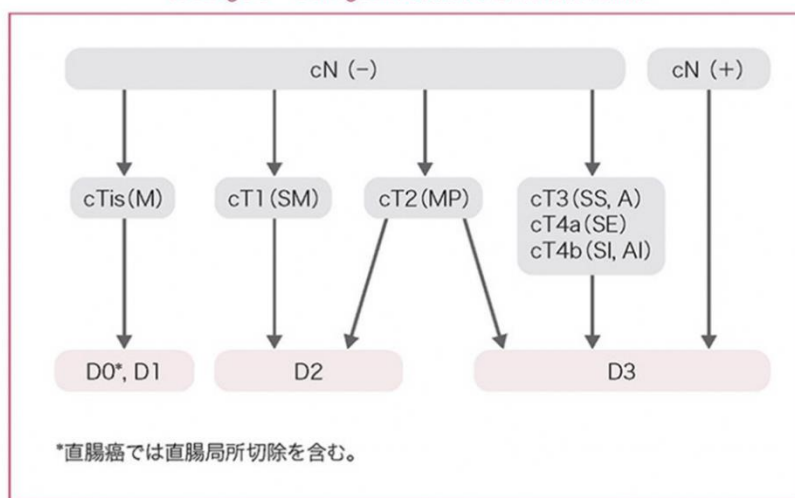 cN (−)
cN (+)
cTis(M)
cT1(SM)
cT2(MP)
cT3(SS, A)
cT4a(SE)
cT4b(SI, AI)
D0*, D1
D2
D3
*直腸癌では直腸局所切除を含む。